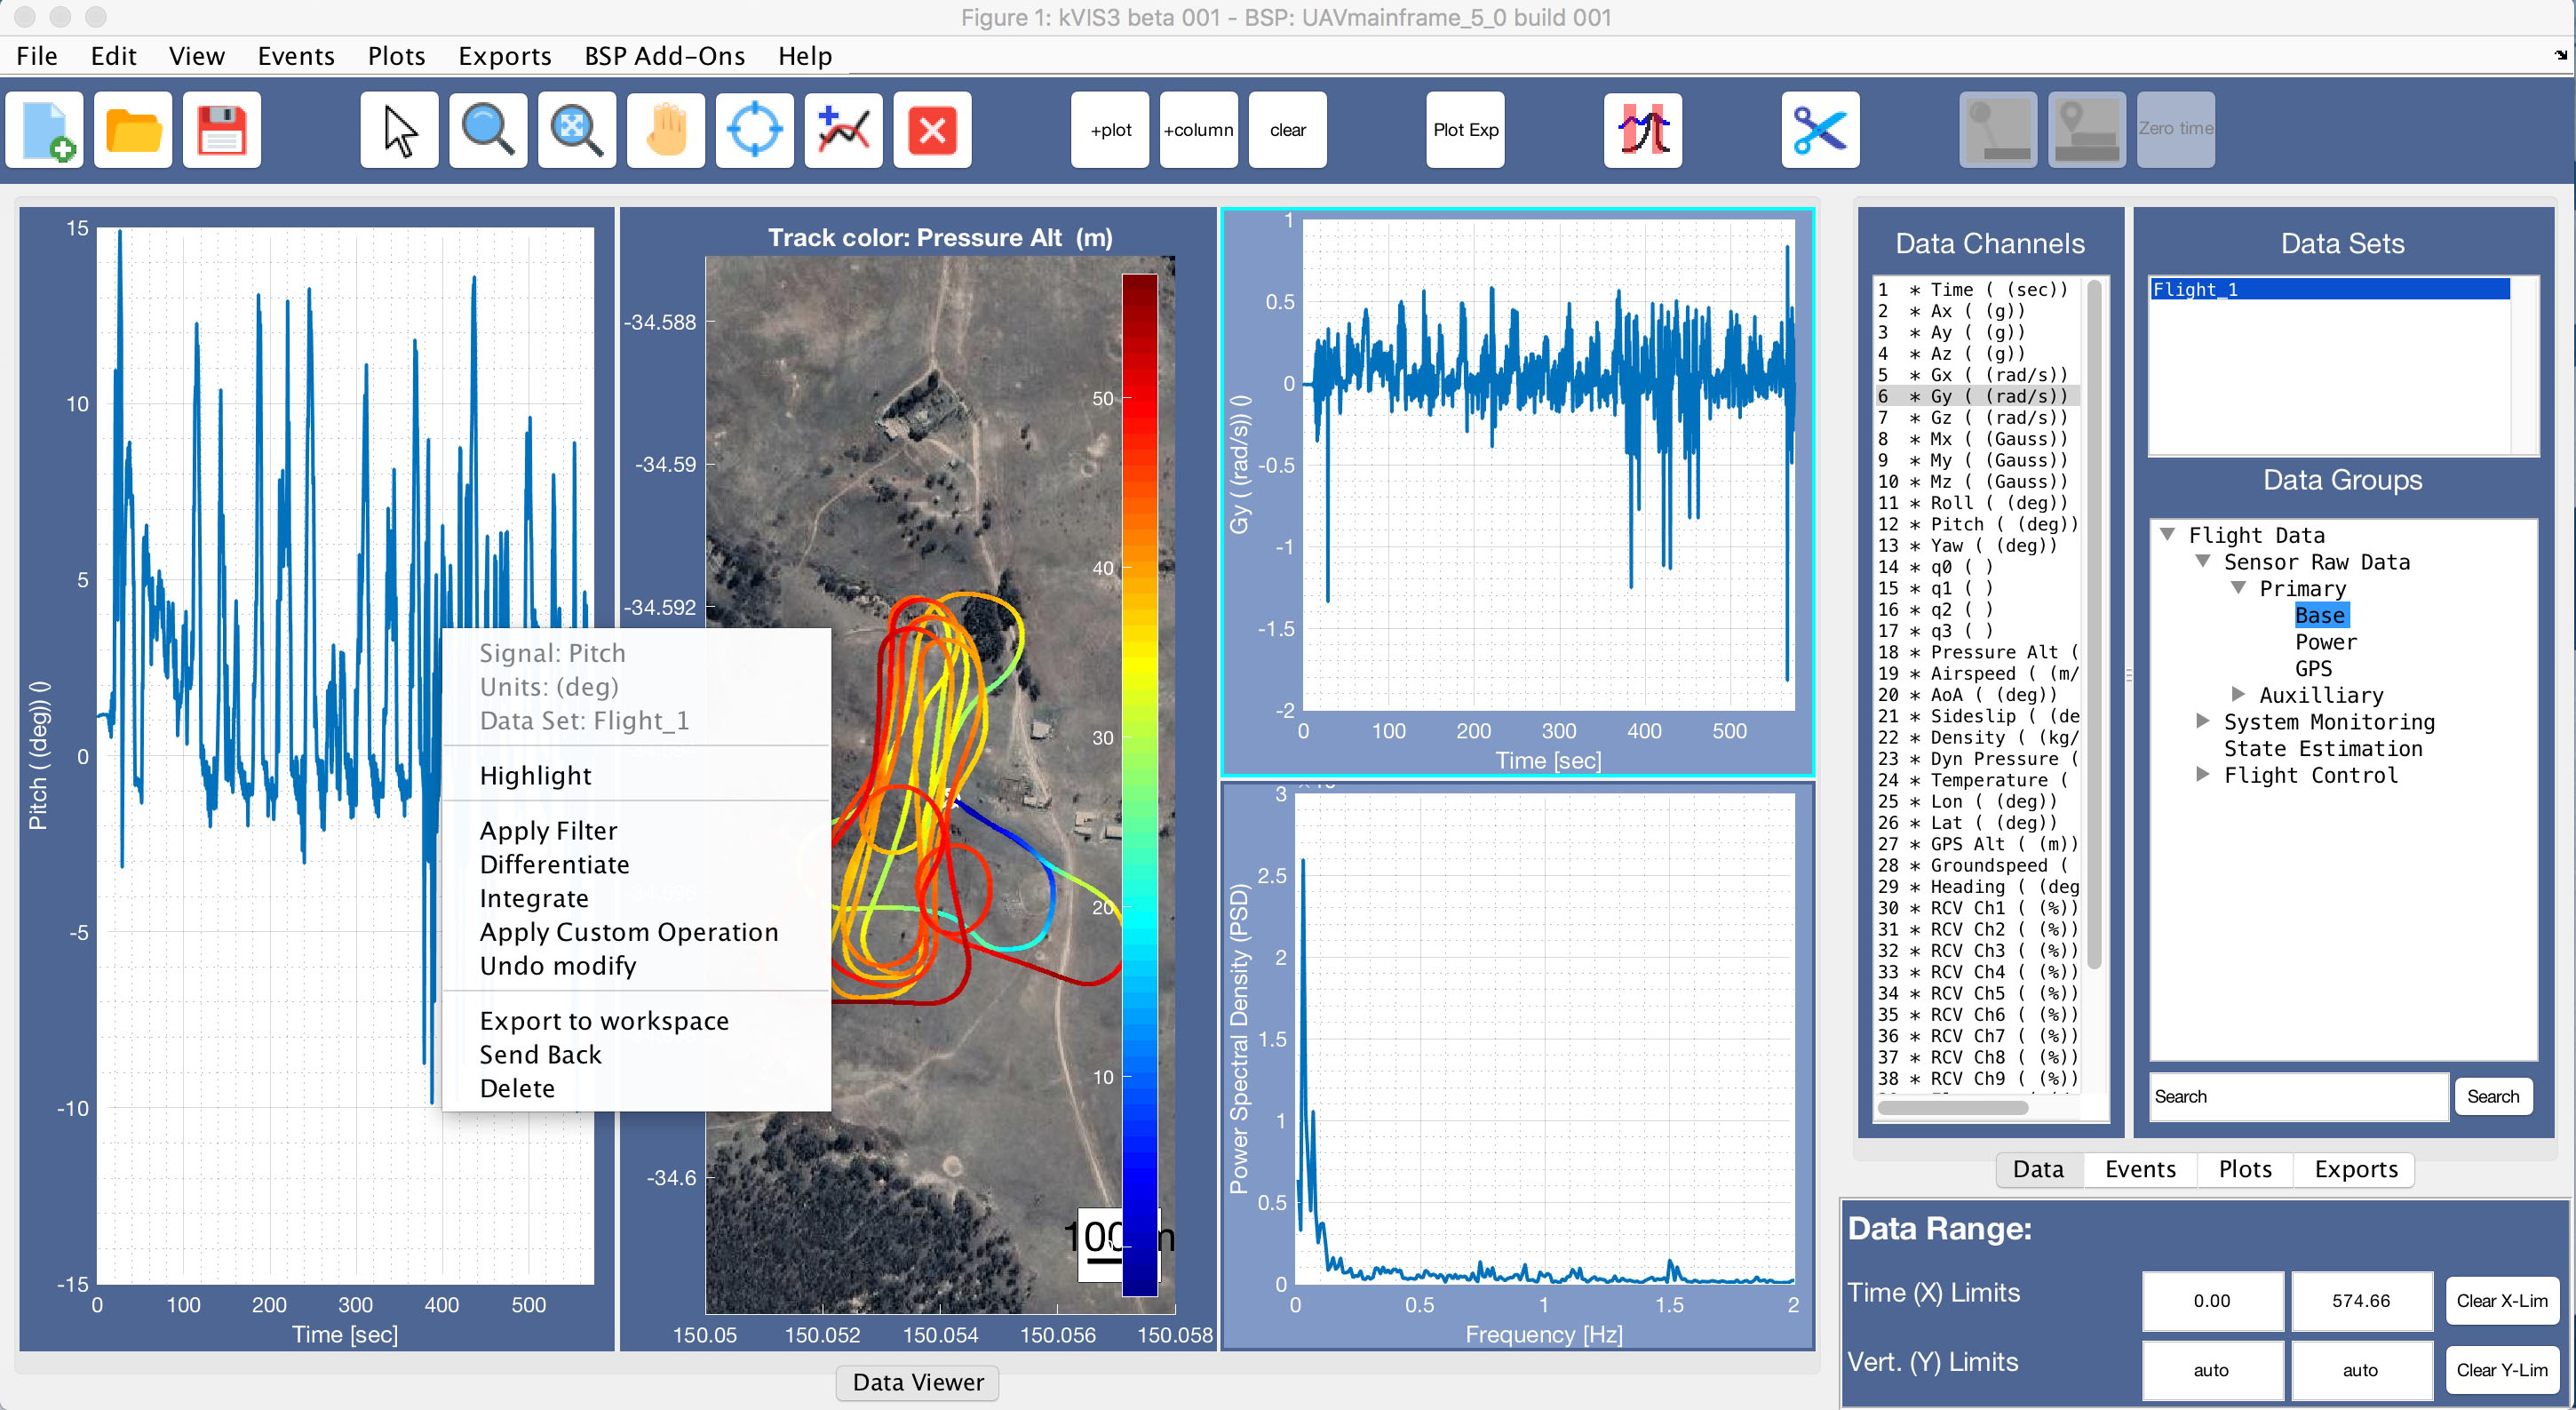 Figure 1: kVIS3 beta 001 - BSP: UAVmainframe_5_0 build 001
File Edit View Events Plots Exports BSP Add-Ons Help
+plot
+column
clear
Plot Exp
Zero time
15
10
5
0
-5
-10
-15
0 100 200 300 400 500
Time [sec]
Pitch ( (deg)) ()
Signal: Pitch
Units: (deg)
Data Set: Flight_1
Highlight
Apply Filter
Differentiate
Integrate
Apply Custom Operation
Undo modify
Export to workspace
Send Back
Delete
Track color: Pressure Alt (m)
-34.588
-34.59
-34.592
-34.6
150.05 150.052 150.054 150.056 150.058
50
40
30
20
10
Data Viewer
1
0.5
0
-0.5
-1
-1.5
-2
0 100 200 300 400 500
Time [sec]
Gy ( (rad/s)) ()
3
2.5
2
1.5
1
0.5
0
0 0.5 1 1.5 2
Frequency [Hz]
Power Spectral Density (PSD)
Data Channels
1 * Time ( (sec))
2 * Ax ( (g))
3 * Ay ( (g))
4 * Az ( (g))
5 * Gx ( (rad/s))
6 * Gy ( (rad/s))
7 * Gz ( (rad/s))
8 * Mx ( (Gauss))
9 * My ( (Gauss))
10 * Mz ( (Gauss))
11 * Roll ( (deg))
12 * Pitch ( (deg))
13 * Yaw ( (deg))
14 * q0 ( )
15 * q1 ( )
16 * q2 ( )
17 * q3 ( )
18 * Pressure Alt (
19 * Airspeed ( (m/
20 * AoA ( (deg))
21 * Sideslip ( (de
22 * Density ( (kg/
23 * Dyn Pressure (
24 * Temperature (
25 * Lon ( (deg))
26 * Lat ( (deg))
27 * GPS Alt ( (m))
28 * Groundspeed (
29 * Heading ( (deg
30 * RCV Ch1 ( (%))
31 * RCV Ch2 ( (%))
32 * RCV Ch3 ( (%))
33 * RCV Ch4 ( (%))
34 * RCV Ch5 ( (%))
35 * RCV Ch6 ( (%))
36 * RCV Ch7 ( (%))
37 * RCV Ch8 ( (%))
38 * RCV Ch9 ( (%))
Data Sets
Flight_1
Data Groups
Flight Data
Sensor Raw Data
Primary
Base
Power
GPS
Auxilliary
System Monitoring
State Estimation
Flight Control
Search
Search
Data Events Plots Exports
Data Range:
Time (X) Limits 0.00 574.66 Clear X-Lim
Vert. (Y) Limits auto auto Clear Y-Lim